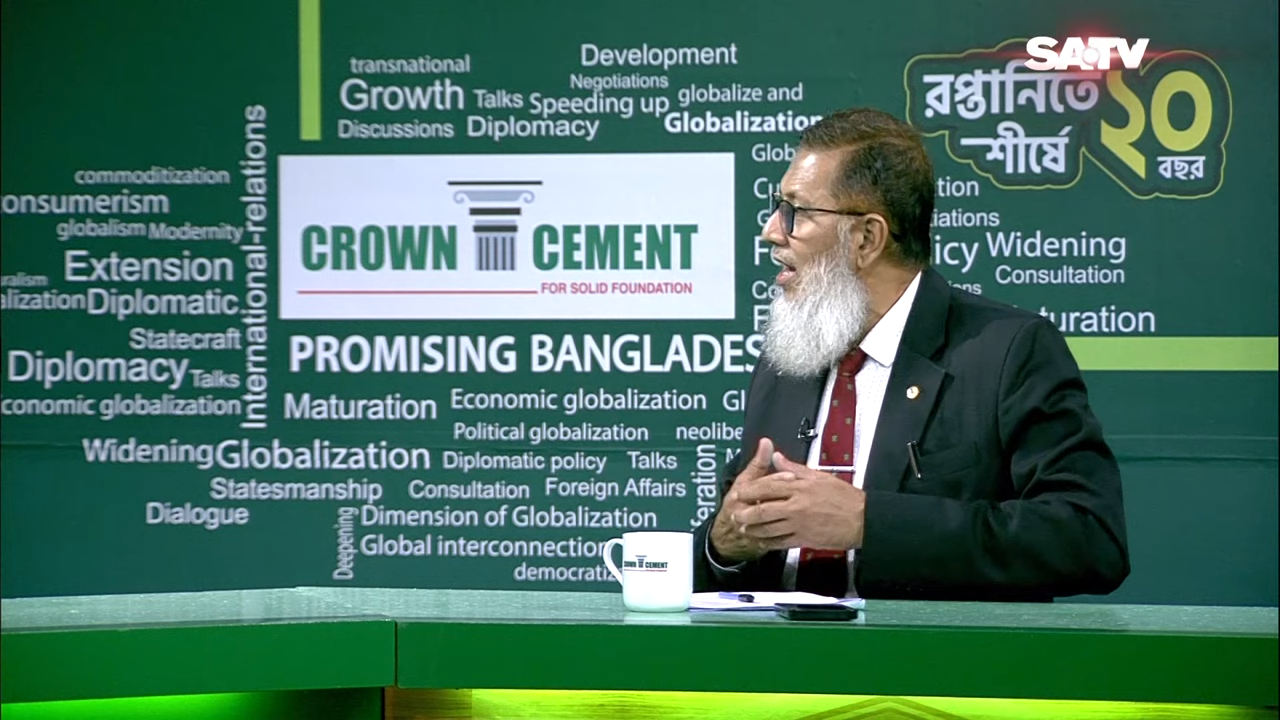 SATV
রপ্তানিতে
শীর্ষে
২০
বছর
transnational
Development
Negotiations
Growth
Talks
Speeding up
globalize and
Discussions
Diplomacy
Globalization
International-relations
commoditization
onsumerism
globalism
Modernity
Extension
alization
Diplomatic
Statecraft
Diplomacy
Talks
conomic globalization
CROWN CEMENT
FOR SOLID FOUNDATION
PROMISING BANGLADES
Widening
Consultation
turation
Maturation
Economic globalization
Political globalization
neolibe
Widening
Globalization
Diplomatic policy
Talks
Statesmanship
Consultation
Foreign Affairs
Dialogue
Deepening
Dimension of Globalization
Global interconnection
democratiz
CROWN CEMENT